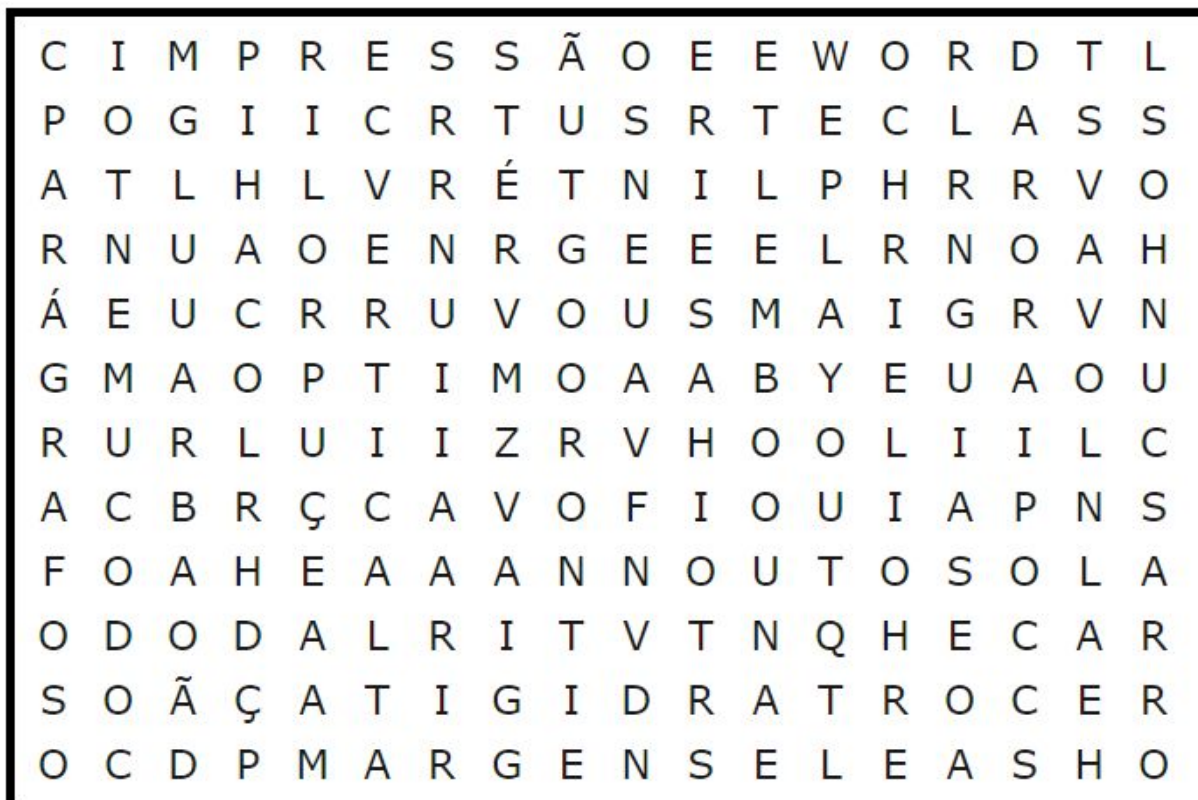 C I M P R E S S Ã O E E W O R D T L
P O G I I C R T U S R T E C L A S S
A T L H L V R É T N I L P H R R V O
R N U A O E N R G E E E L R N O A H
Á E U C R R U V O U S M A I G R V N
G M A O P T I M O A A B Y E U A O U
R U R L U I I Z R V H O O L I I L C
A C B R Ç C A V O F I O U I A P N S
F O A H E A A A N N O U T O S O L A
O D O D A L R I T V T N Q H E C A R
S O Ã Ç A T I G I D R A T R O C E R
O C D P M A R G E N S E L E A S H O